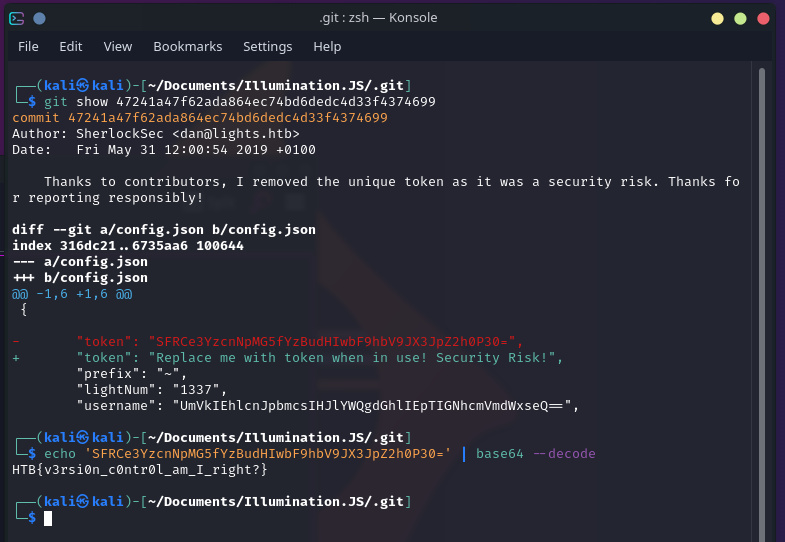 .git : zsh — Konsole
File Edit View Bookmarks Settings Help
┌──(kali㉿kali)-[~/Documents/Illumination.JS/.git]
└─$ git show 47241a47f62ada864ec74bd6dedc4d33f4374699
commit 47241a47f62ada864ec74bd6dedc4d33f4374699
Author: SherlockSec <dan@lights.htb>
Date:   Fri May 31 12:00:54 2019 +0100
    Thanks to contributors, I removed the unique token as it was a security risk. Thanks fo
r reporting responsibly!
diff --git a/config.json b/config.json
index 316dc21..6735aa6 100644
--- a/config.json
+++ b/config.json
@@ -1,6 +1,6 @@
 {
-       "token": "SFRCe3YzcnNpMG5fYzBudHIwbF9hbV9JX3JpZ2h0P30=",
+       "token": "Replace me with token when in use! Security Risk!",
        "prefix": "~",
        "lightNum": "1337",
        "username": "UmVkIEhlcnJpbmcsIHJlYWQgdGhlIEpTIGNhcmVmdWxseQ==",
┌──(kali㉿kali)-[~/Documents/Illumination.JS/.git]
└─$ echo 'SFRCe3YzcnNpMG5fYzBudHIwbF9hbV9JX3JpZ2h0P30=' | base64 --decode
HTB{v3rsi0n_c0ntr0l_am_I_right?}
┌──(kali㉿kali)-[~/Documents/Illumination.JS/.git]
└─$